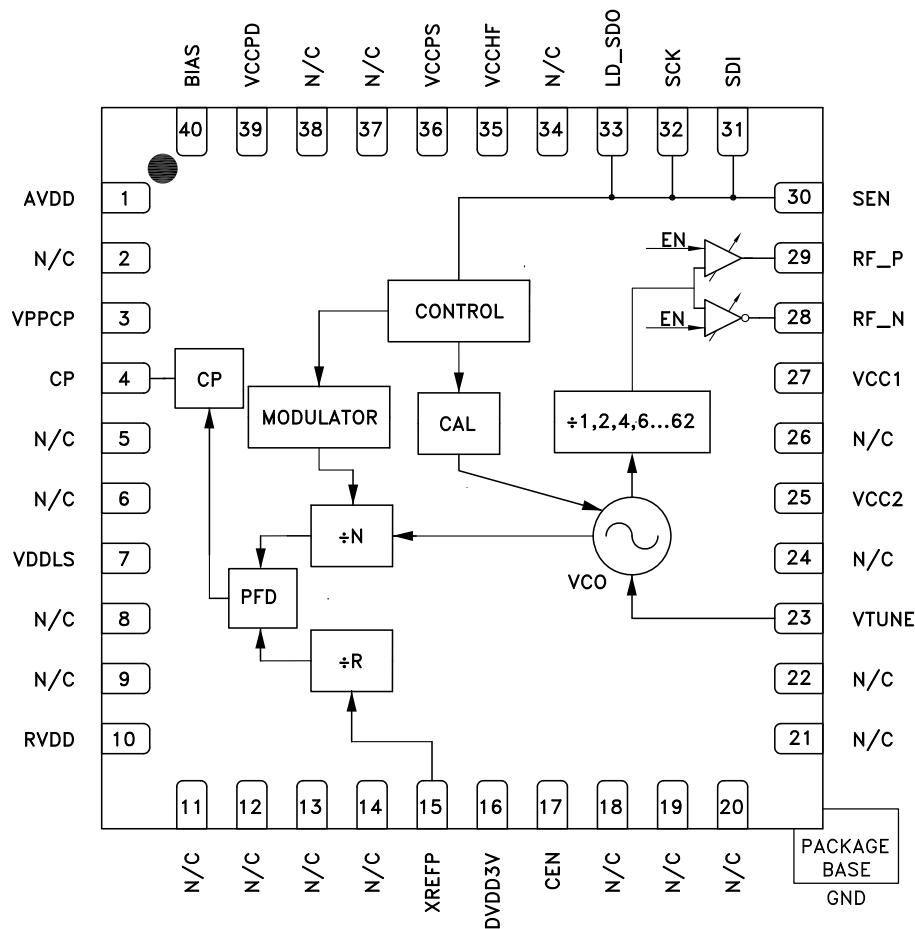 BIAS
VCCPD
N/C
N/C
VCCPS
VCCHF
N/C
LD_SDO
SCK
SDI
40
39
38
37
36
35
34
33
32
31
AVDD
1
30
SEN
N/C
2
EN
29
RF_P
VPPCP
3
CONTROL
EN
28
RF_N
CP
4
CP
27
VCC1
MODULATOR
CAL
÷1,2,4,6...62
N/C
5
26
N/C
N/C
6
25
VCC2
÷N
VDDLS
7
24
N/C
VCO
PFD
N/C
8
23
VTUNE
÷R
N/C
9
22
N/C
RVDD
10
21
N/C
11
12
13
14
15
16
17
18
19
20
N/C
N/C
N/C
N/C
XREFP
DVDD3V
CEN
N/C
N/C
N/C
PACKAGE
BASE
GND